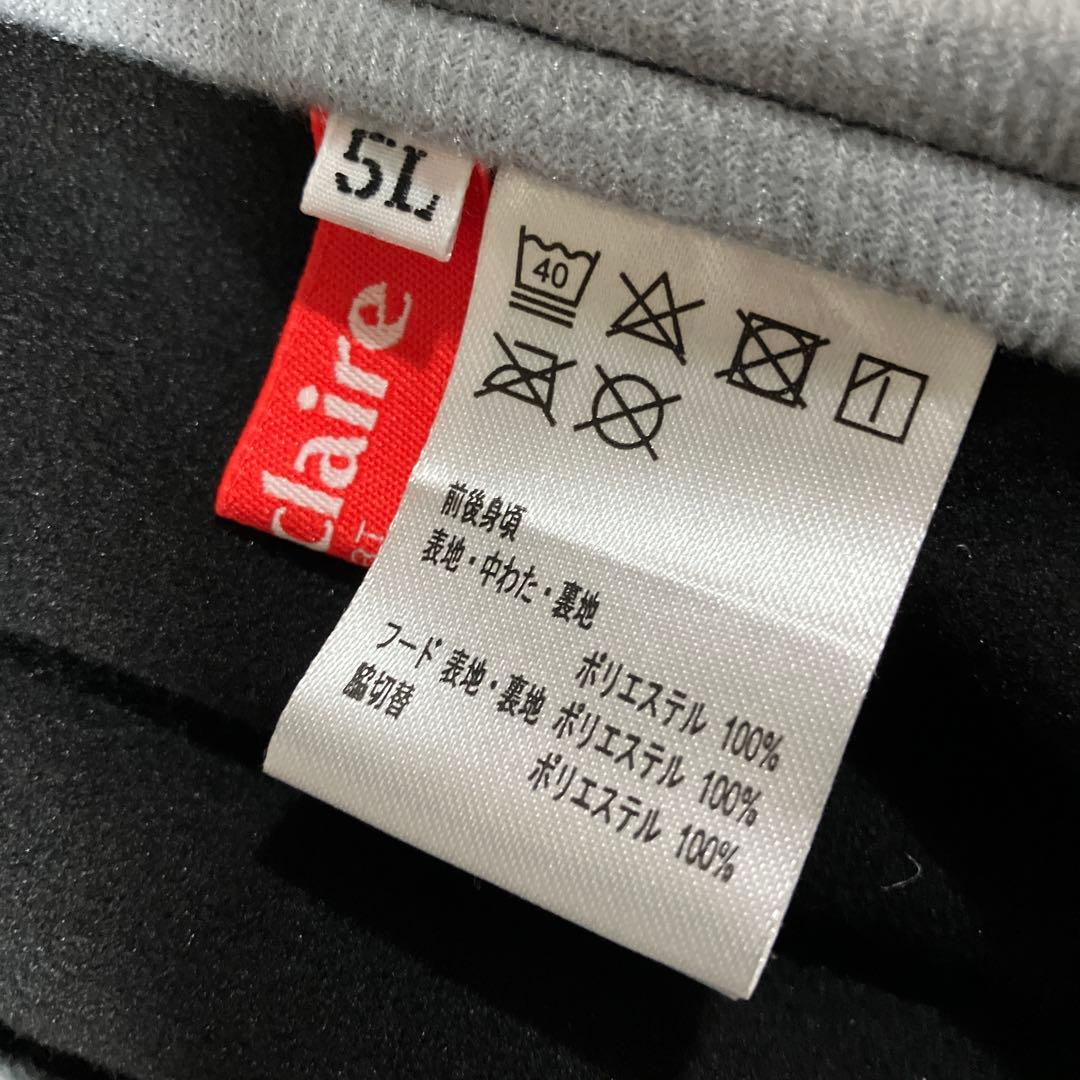 5L
claire
40
前後身頃
表地・中わた・裏地
ポリエステル 100%
フード 表地・裏地 ポリエステル 100%
脇切替
ポリエステル 100%